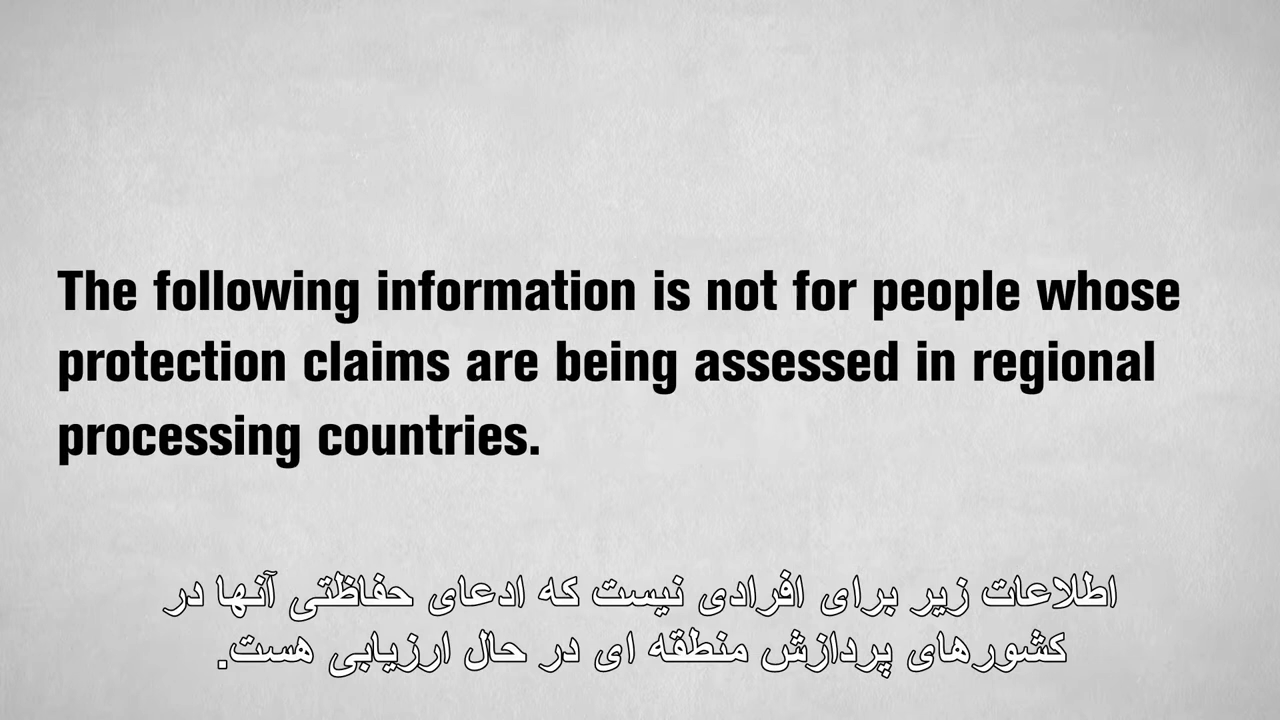 The following information is not for people whose
protection claims are being assessed in regional
processing countries.
اطلاعات زیر برای افرادی نیست که ادعای حفاظتی آنها در
کشورهای پردازش منطقه ای در حال ارزیابی هست.